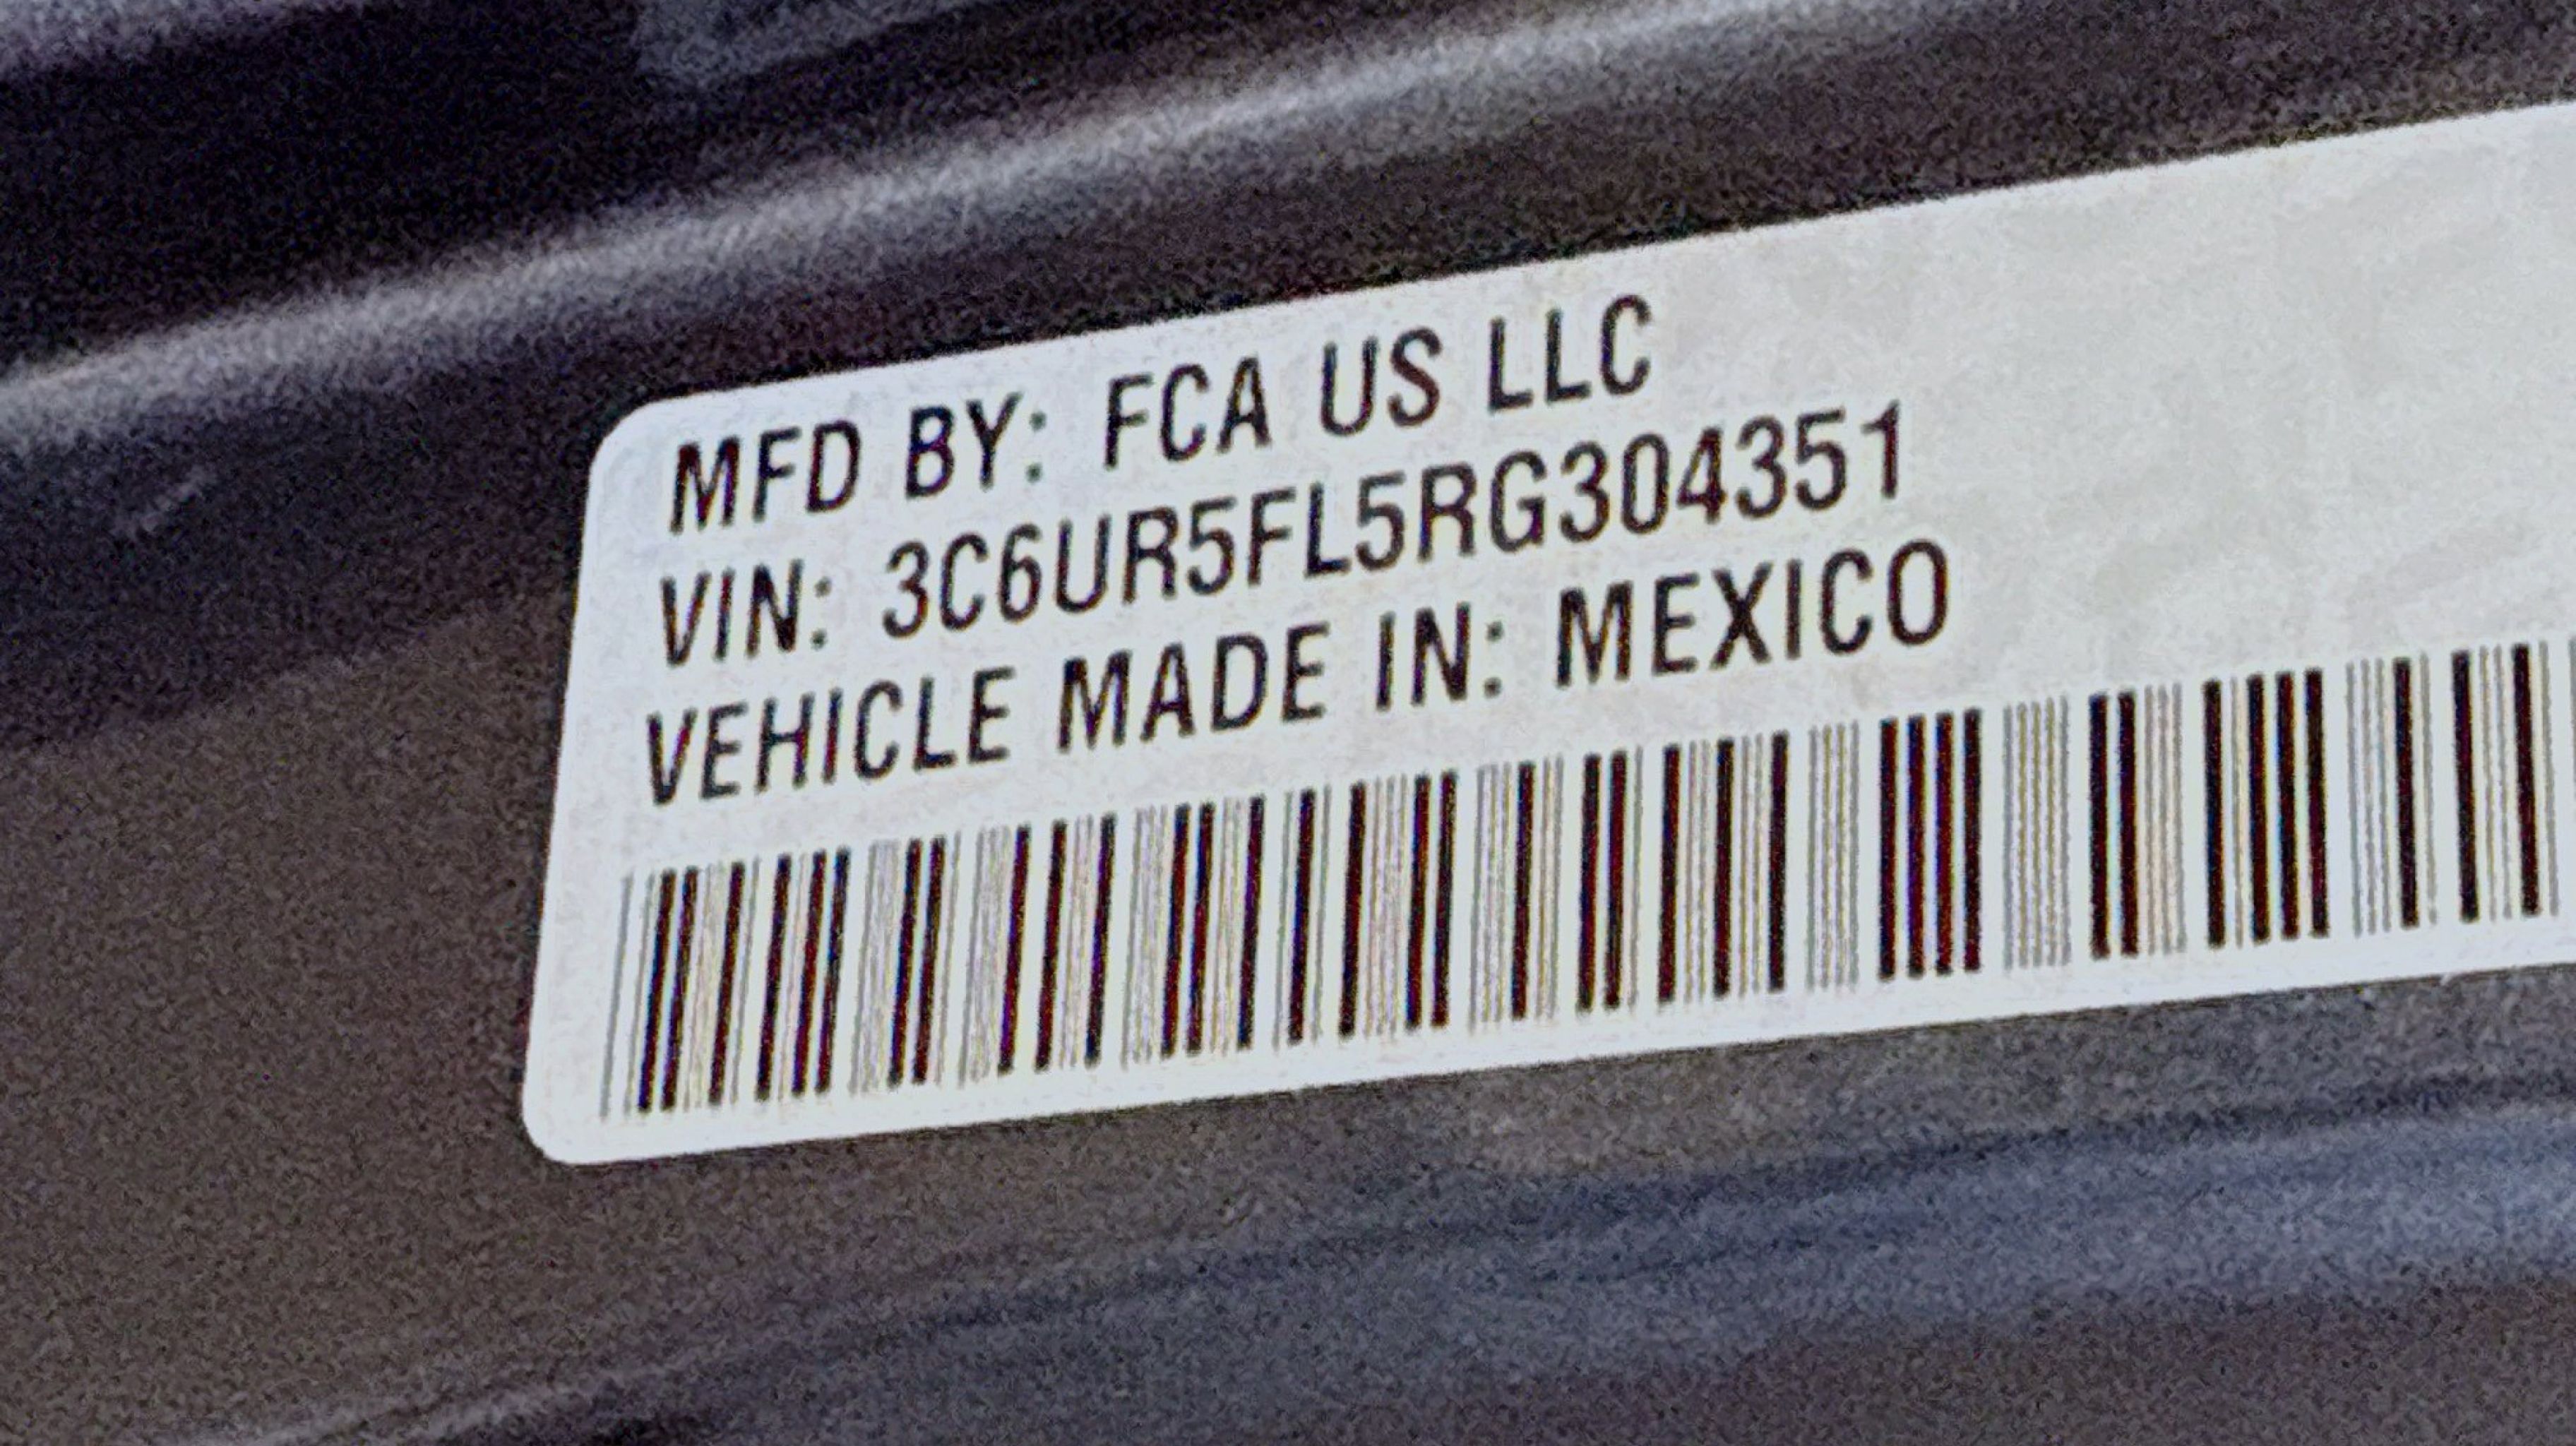 MFD BY: FCA US LLC
VIN: 3C6UR5FL5RG304351
VEHICLE MADE IN: MEXICO